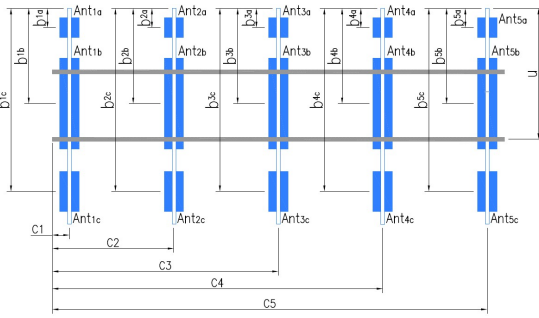 Ant1a Ant2a Ant3a Ant4a Ant5a
b1a b2a b3a b4a b5a
Ant1b Ant2b Ant3b Ant4b Ant5b
b1b b2b b3b b4b b5b
b1c b2c b3c b4c b5c
u
Ant1c Ant2c Ant3c Ant4c Ant5c
C1
C2
C3
C4
C5